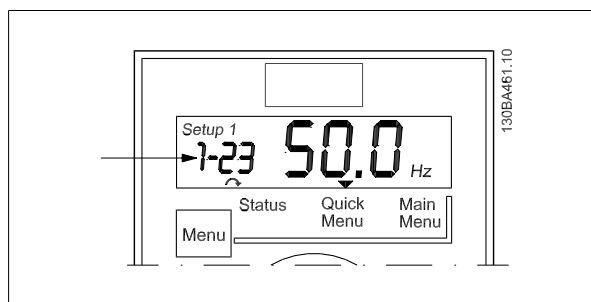 130BA461.10
Setup 1
1-23 50.0 Hz
Status Quick Menu Main Menu
Menu